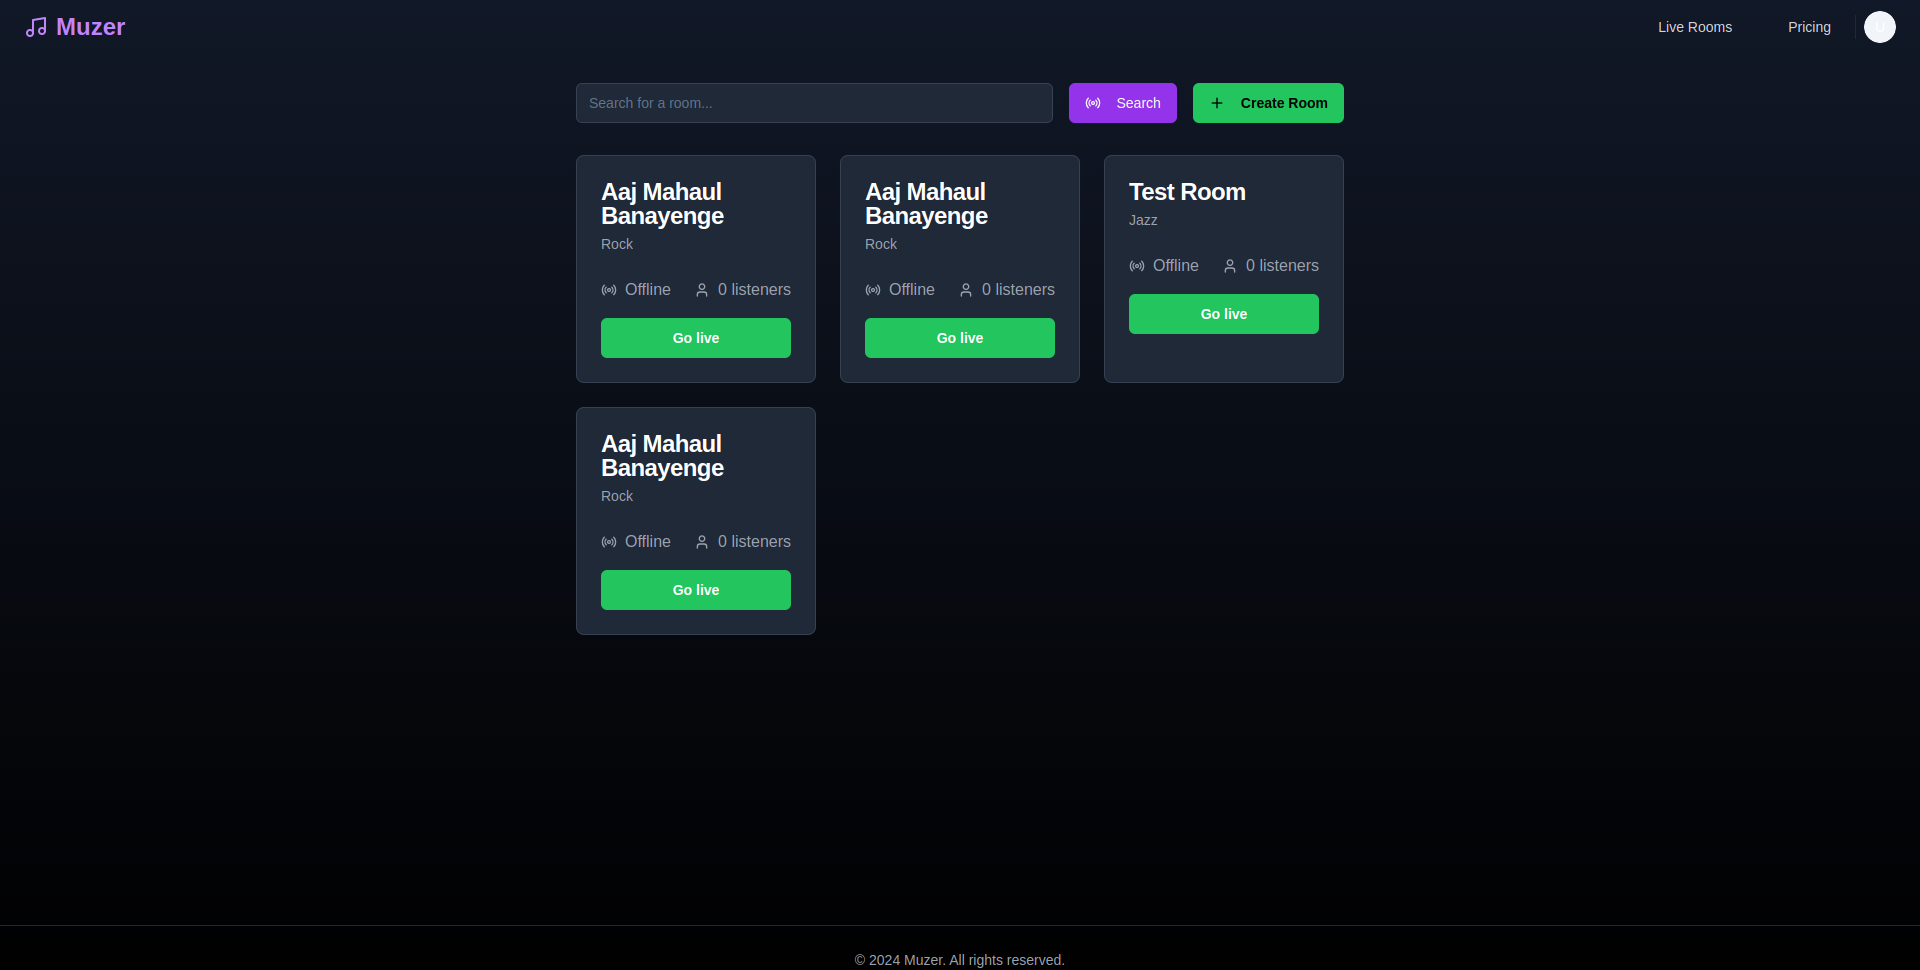 Muzer
Live Rooms
Pricing
Search for a room...
Search
Create Room
Aaj Mahaul
Banayenge
Rock
Offline
0 listeners
Go live
Aaj Mahaul
Banayenge
Rock
Offline
0 listeners
Go live
Test Room
Jazz
Offline
0 listeners
Go live
Aaj Mahaul
Banayenge
Rock
Offline
0 listeners
Go live
© 2024 Muzer. All rights reserved.